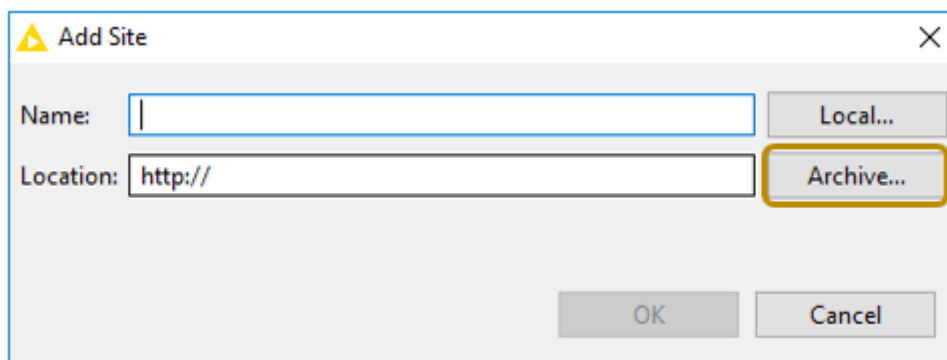 Add Site
Name: Local...
Location: http:// Archive...
OK Cancel